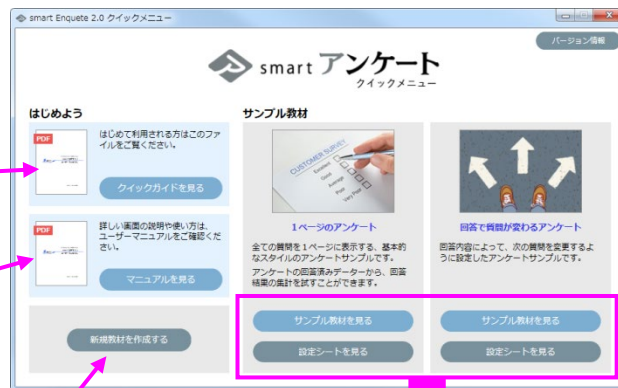 smart Enquete 2.0 クイックメニュー
バージョン情報
smart アンケート
クイックメニュー
はじめよう
PDF
はじめて利用される方はこのファ
イルをご覧ください。
クイックガイドを見る
PDF
詳しい画面の説明や使い方は、
ユーザーマニュアルをご確認くだ
さい。
マニュアルを見る
新規教材を作成する
サンプル教材
CUSTOMER SURVEY
Excellent
Good
Average
Poor
Very Poor
1ページのアンケート
全ての質問を1ページに表示する、基本的
なスタイルのアンケートサンプルです。
アンケートの回答済みデーターから、回答
結果の集計を試すことができます。
サンプル教材を見る
設定シートを見る
回答で質問が変わるアンケート
回答内容によって、次の質問を変更するよ
うに設定したアンケートサンプルです。
サンプル教材を見る
設定シートを見る